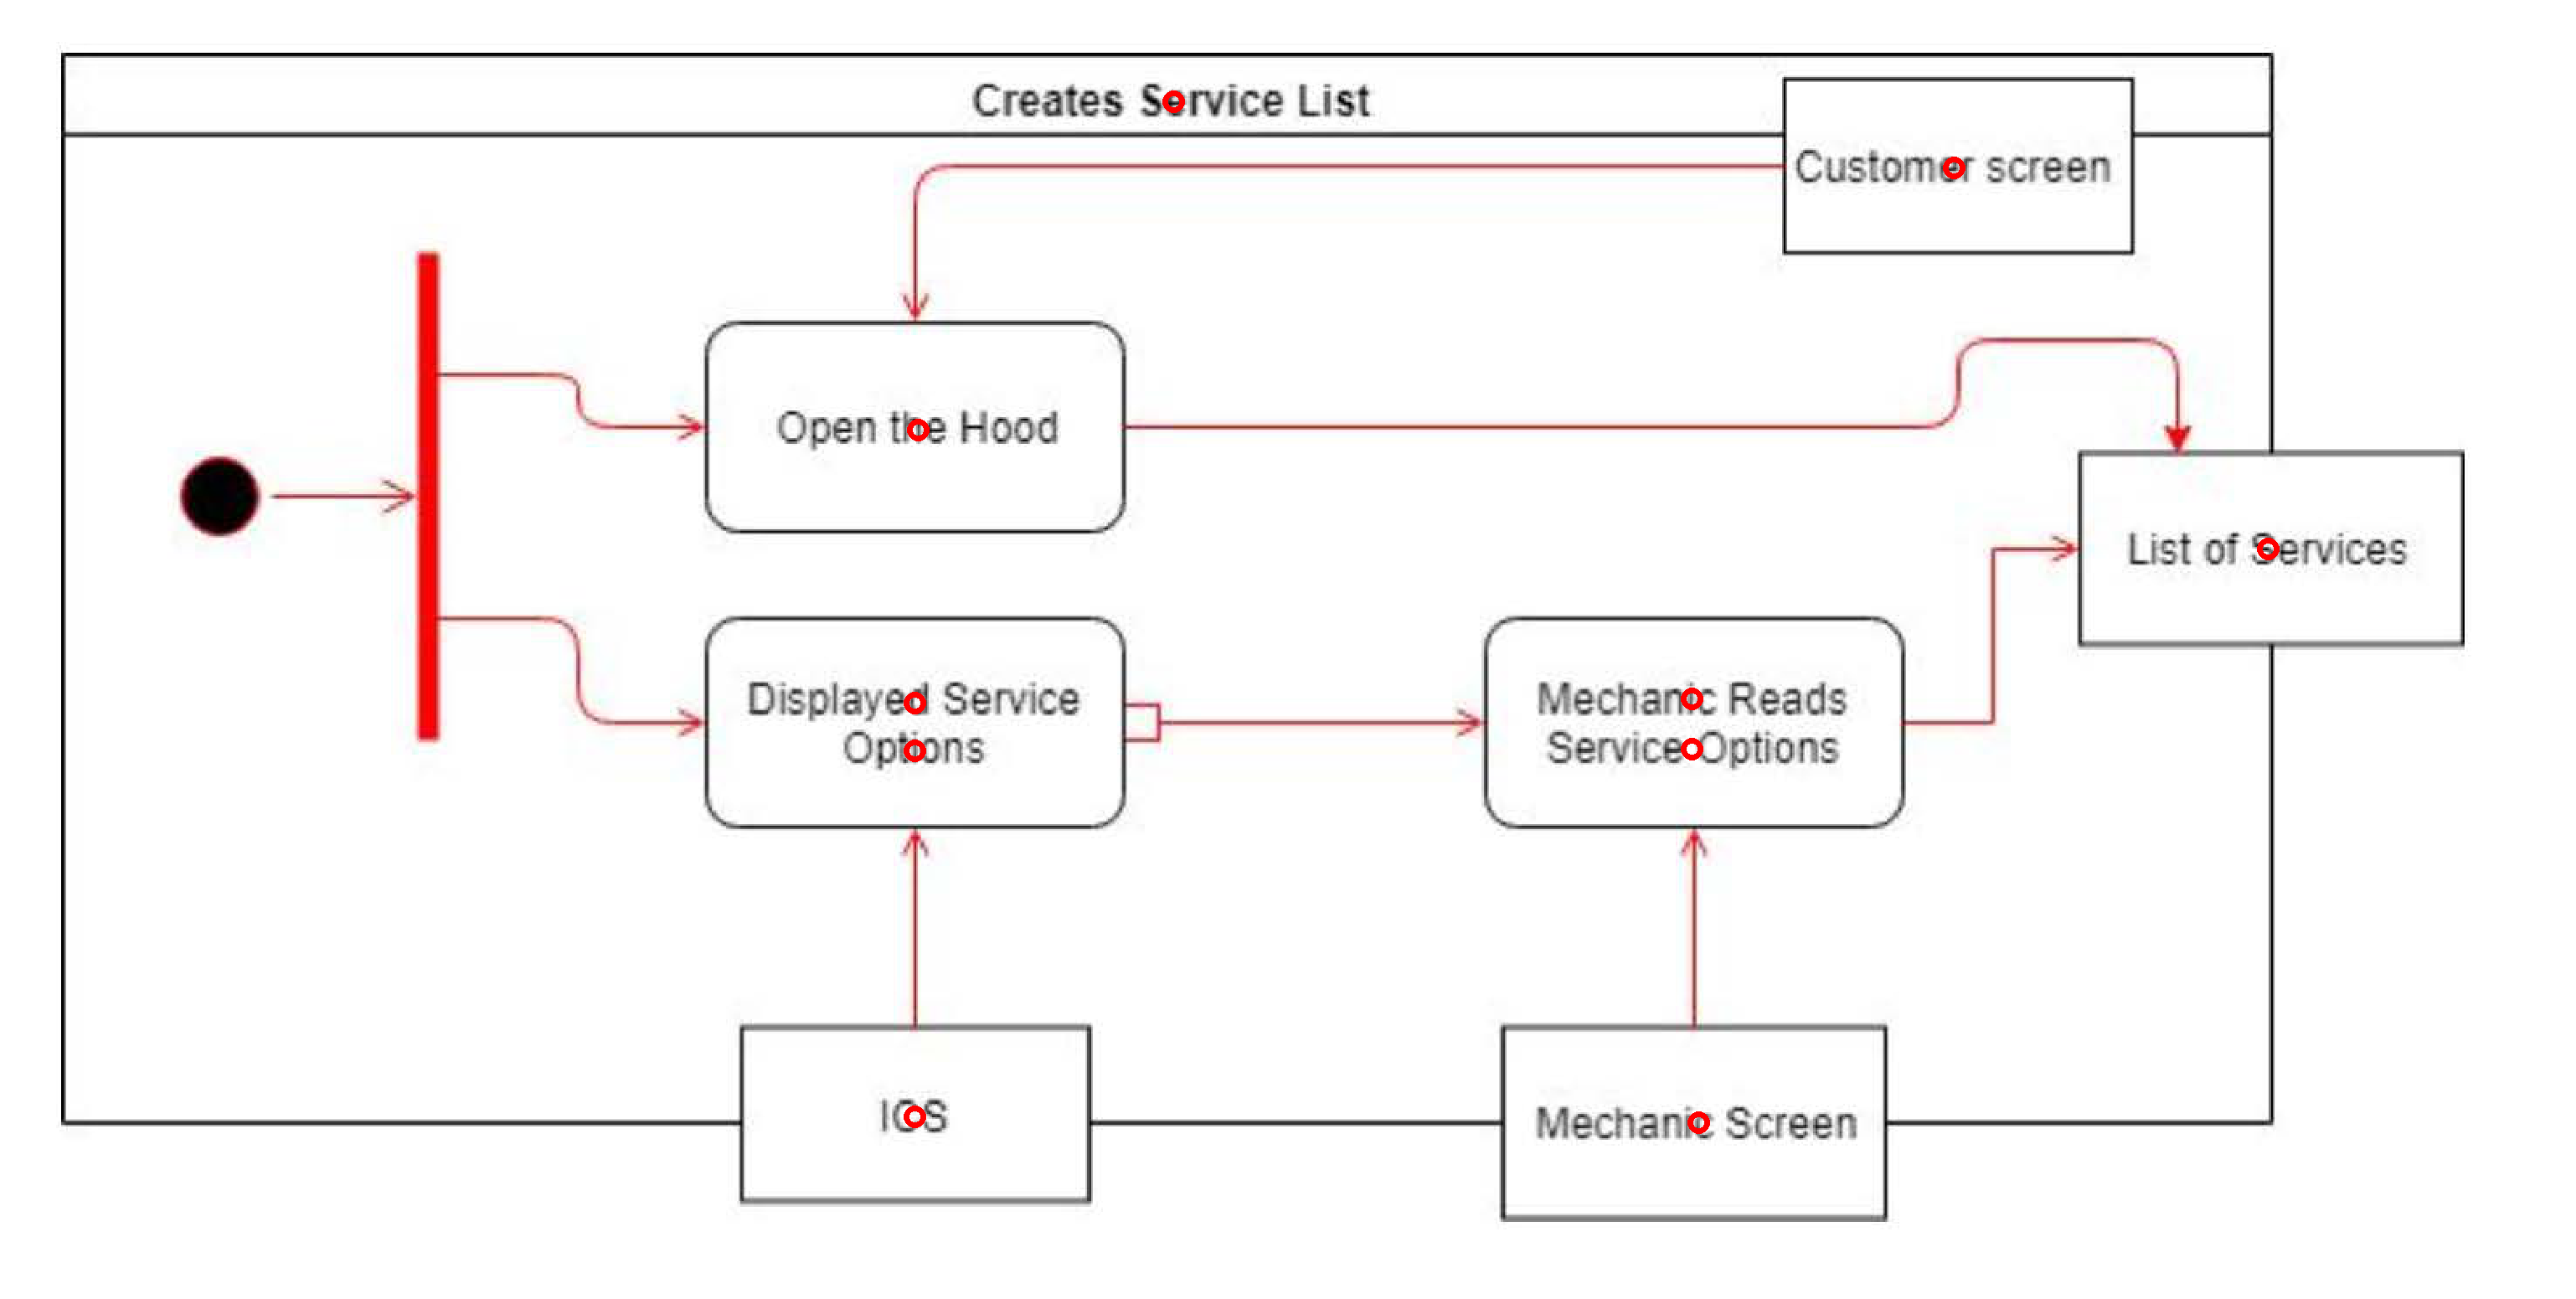 Creates Service List
Customer screen
Open the Hood
List of Services
Displayed Service
Options
Mechanic Reads
Service Options
Mechanic Screen